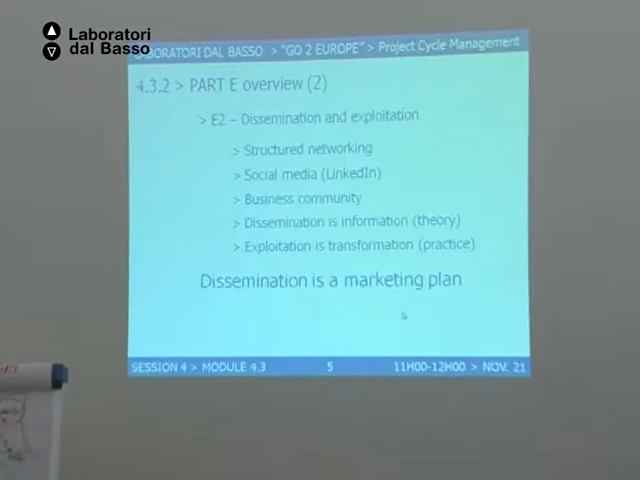 Laboratori
dal Basso
LABORATORI DAL BASSO > "GO 2 EUROPE" > Project Cycle Management
4.3.2 > PART E overview (2)
> E2 – Dissemination and exploitation
> Structured networking
> Social media (LinkedIn)
> Business community
> Dissemination is information (theory)
> Exploitation is transformation (practice)
Dissemination is a marketing plan
SESSION 4 > MODULE 4.3 5 11H00-12H00 > NOV. 21